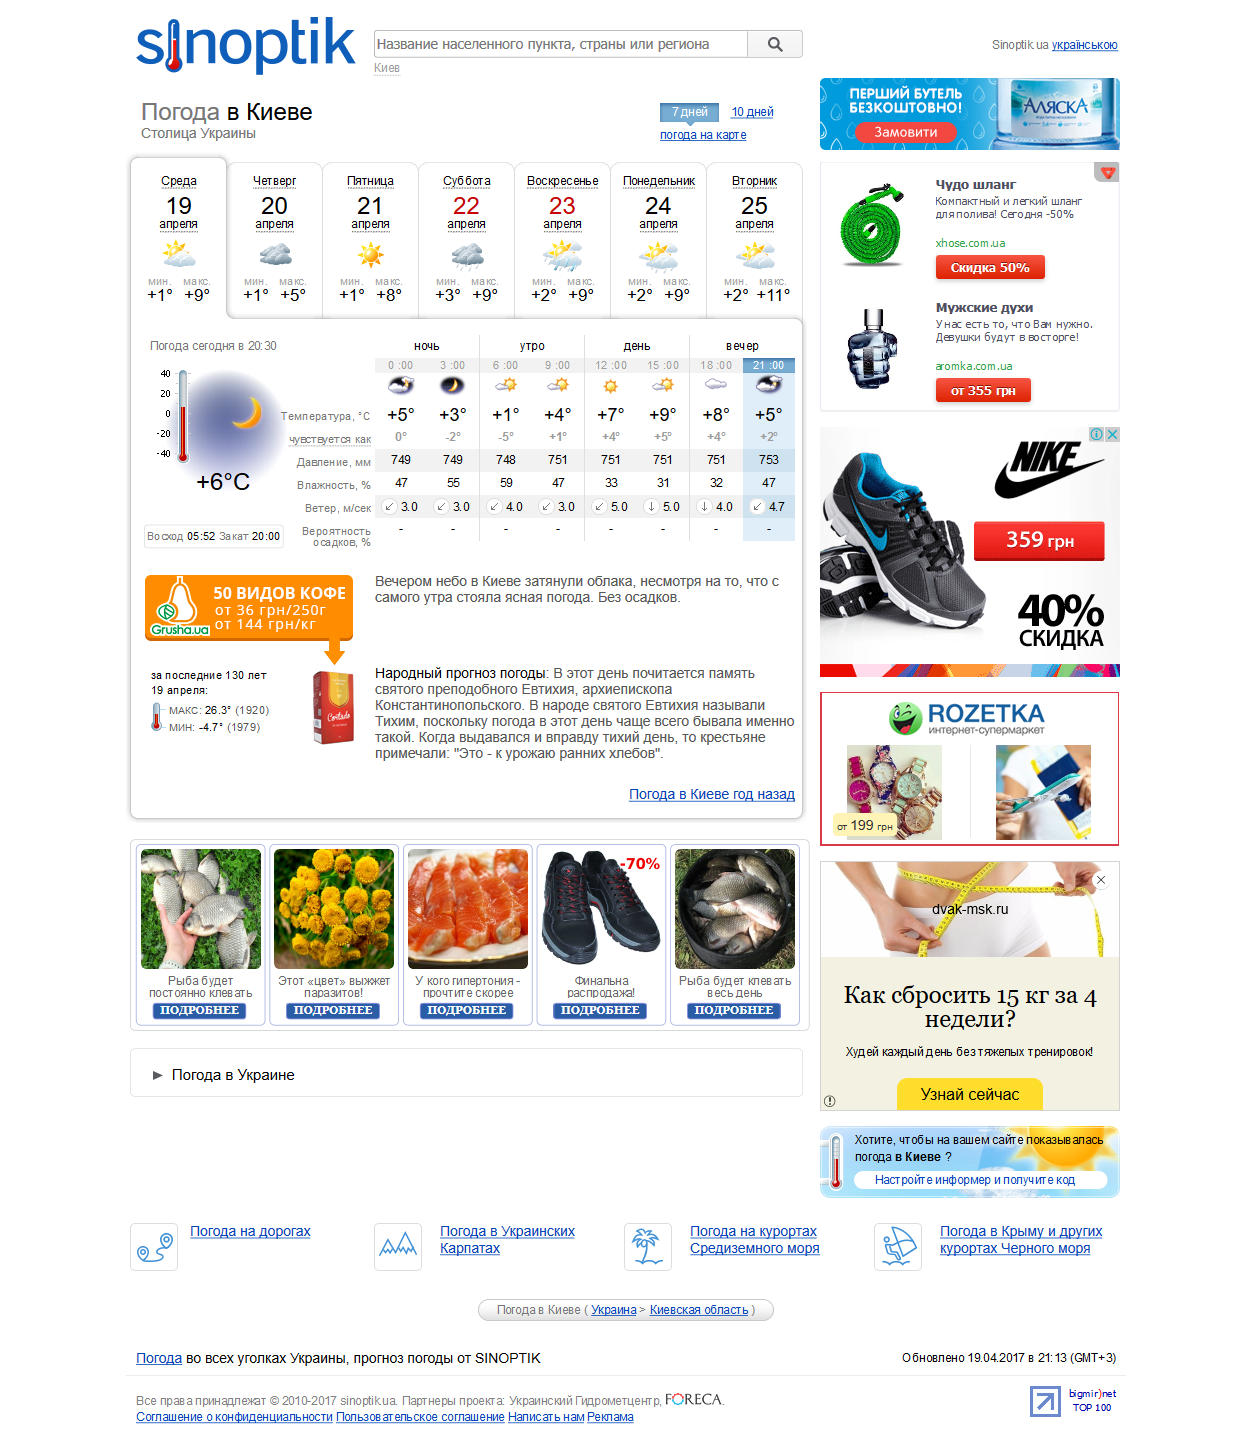 sinoptik
Название населенного пункта, страны или региона
Киев
Sinoptik.ua українською
Погода в Киеве
Столица Украины
7 дней 10 дней
погода на карте
Среда Четверг Пятница Суббота Воскресенье Понедельник Вторник
19 20 21 22 23 24 25
апреля апреля апреля апреля апреля апреля апреля
мин. макс. мин. макс. мин. макс. мин. макс. мин. макс. мин. макс. мин. макс.
+1° +9° +1° +5° +1° +8° +3° +9° +2° +9° +2° +9° +2° +11°
Погода сегодня в 20:30
ночь утро день вечер
0 :00 3 :00 6 :00 9 :00 12 :00 15 :00 18 :00 21 :00
40
20
0
-20
-40
+6°C
Температура, °C +5° +3° +1° +4° +7° +9° +8° +5°
чувствуется как 0° -2° -5° +1° +4° +5° +4° +2°
Давление, мм 749 749 748 751 751 751 751 753
Влажность, % 47 55 59 47 33 31 32 47
Ветер, м/сек 3.0 3.0 4.0 3.0 5.0 5.0 4.0 4.7
Вероятность осадков, % - - - - - - - -
Восход 05:52 Закат 20:00
50 ВИДОВ КОФЕ
от 36 грн/250г
от 144 грн/кг
Grusha.ua
Cortado
за последние 130 лет
19 апреля:
МАКС: 26.3° (1920)
МИН: -4.7° (1979)
Вечером небо в Киеве затянули облака, несмотря на то, что с
самого утра стояла ясная погода. Без осадков.
Народный прогноз погоды: В этот день почитается память
святого преподобного Евтихия, архиепископа
Константинопольского. В народе святого Евтихия называли
Тихим, поскольку погода в этот день чаще всего бывала именно
такой. Когда выдавался и вправду тихий день, то крестьяне
примечали: "Это - к урожаю ранних хлебов".
Погода в Киеве год назад
Рыба будет
постоянно клевать
ПОДРОБНЕЕ
Этот «цвет» выжжет
паразитов!
ПОДРОБНЕЕ
У кого гипертония -
прочтите скорее
ПОДРОБНЕЕ
-70%
Финальна
распродажа!
ПОДРОБНЕЕ
Рыба будет клевать
весь день
ПОДРОБНЕЕ
Погода в Украине
ПЕРШИЙ БУТЕЛЬ
БЕЗКОШТОВНО!
Замовити
АЛЯСКА
Чудо шланг
Компактный и легкий шланг
для полива! Сегодня -50%
xhose.com.ua
Скидка 50%
Мужские духи
У нас есть то, что Вам нужно.
Девушки будут в восторге!
aromka.com.ua
от 355 грн
NIKE
359 грн
40%
СКИДКА
ROZETKA
интернет-супермаркет
от 199 грн
dvak-msk.ru
Как сбросить 15 кг за 4
недели?
Худей каждый день без тяжелых тренировок!
Узнай сейчас
Хотите, чтобы на вашем сайте показывалась
погода в Киеве ?
Настройте информер и получите код
Погода на дорогах
Погода в Украинских
Карпатах
Погода на курортах
Средиземного моря
Погода в Крыму и других
курортах Черного моря
Погода в Киеве ( Украина > Киевская область )
Погода во всех уголках Украины, прогноз погоды от SINOPTIK
Обновлено 19.04.2017 в 21:13 (GMT+3)
Все права принадлежат © 2010-2017 sinoptik.ua. Партнеры проекта: Украинский Гидрометцентр, FORECA.
Соглашение о конфиденциальности Пользовательское соглашение Написать нам Реклама
bigmir)net
TOP 100